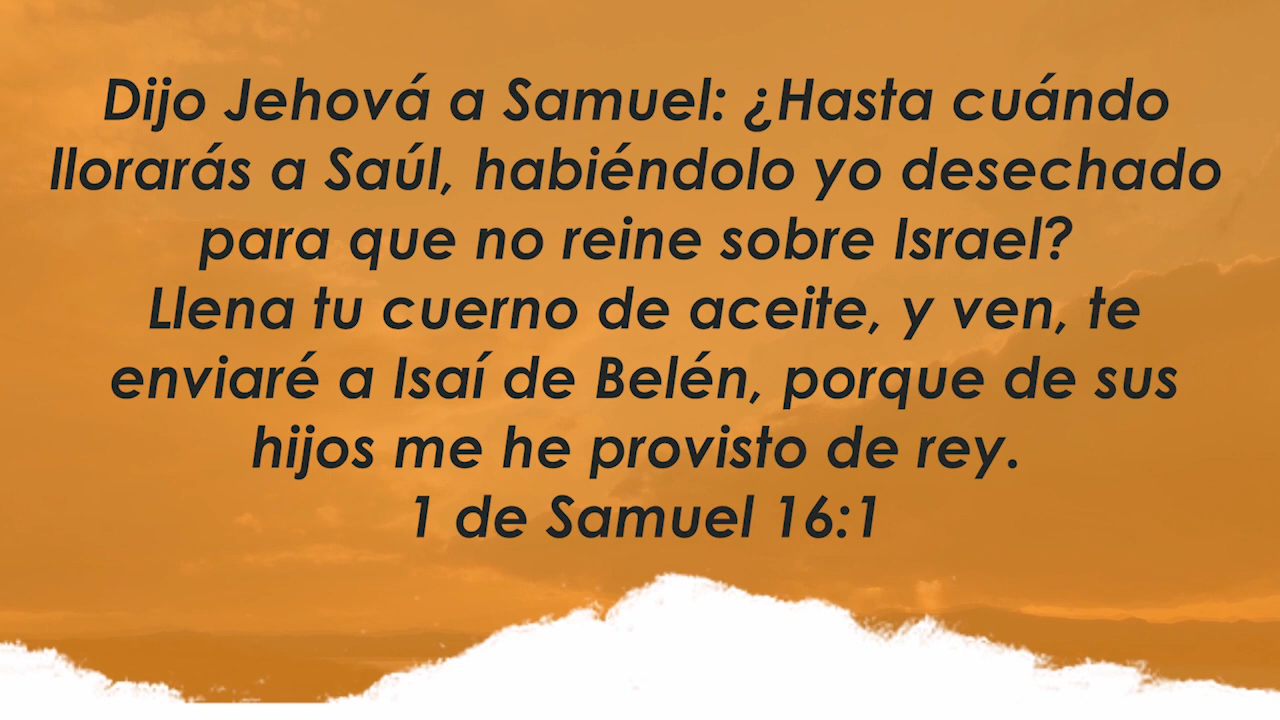 Dijo Jehová a Samuel: ¿Hasta cuándo
llorarás a Saúl, habiéndolo yo desechado
para que no reine sobre Israel?
Llena tu cuerno de aceite, y ven, te
enviaré a Isaí de Belén, porque de sus
hijos me he provisto de rey.
1 de Samuel 16:1